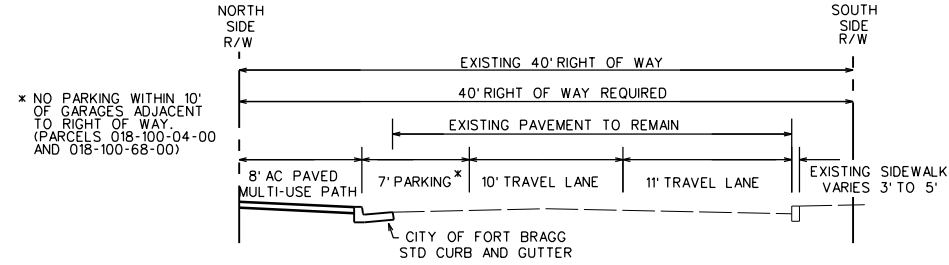 NORTH
SIDE
R/W
SOUTH
SIDE
R/W
EXISTING 40' RIGHT OF WAY
40' RIGHT OF WAY REQUIRED
* NO PARKING WITHIN 10'
OF GARAGES ADJACENT
TO RIGHT OF WAY.
(PARCELS 018-100-04-00
AND 018-100-68-00)
EXISTING PAVEMENT TO REMAIN
8' AC PAVED
MULTI-USE PATH
7' PARKING*
10' TRAVEL LANE
11' TRAVEL LANE
EXISTING SIDEWALK
VARIES 3' TO 5'
CITY OF FORT BRAGG
STD CURB AND GUTTER